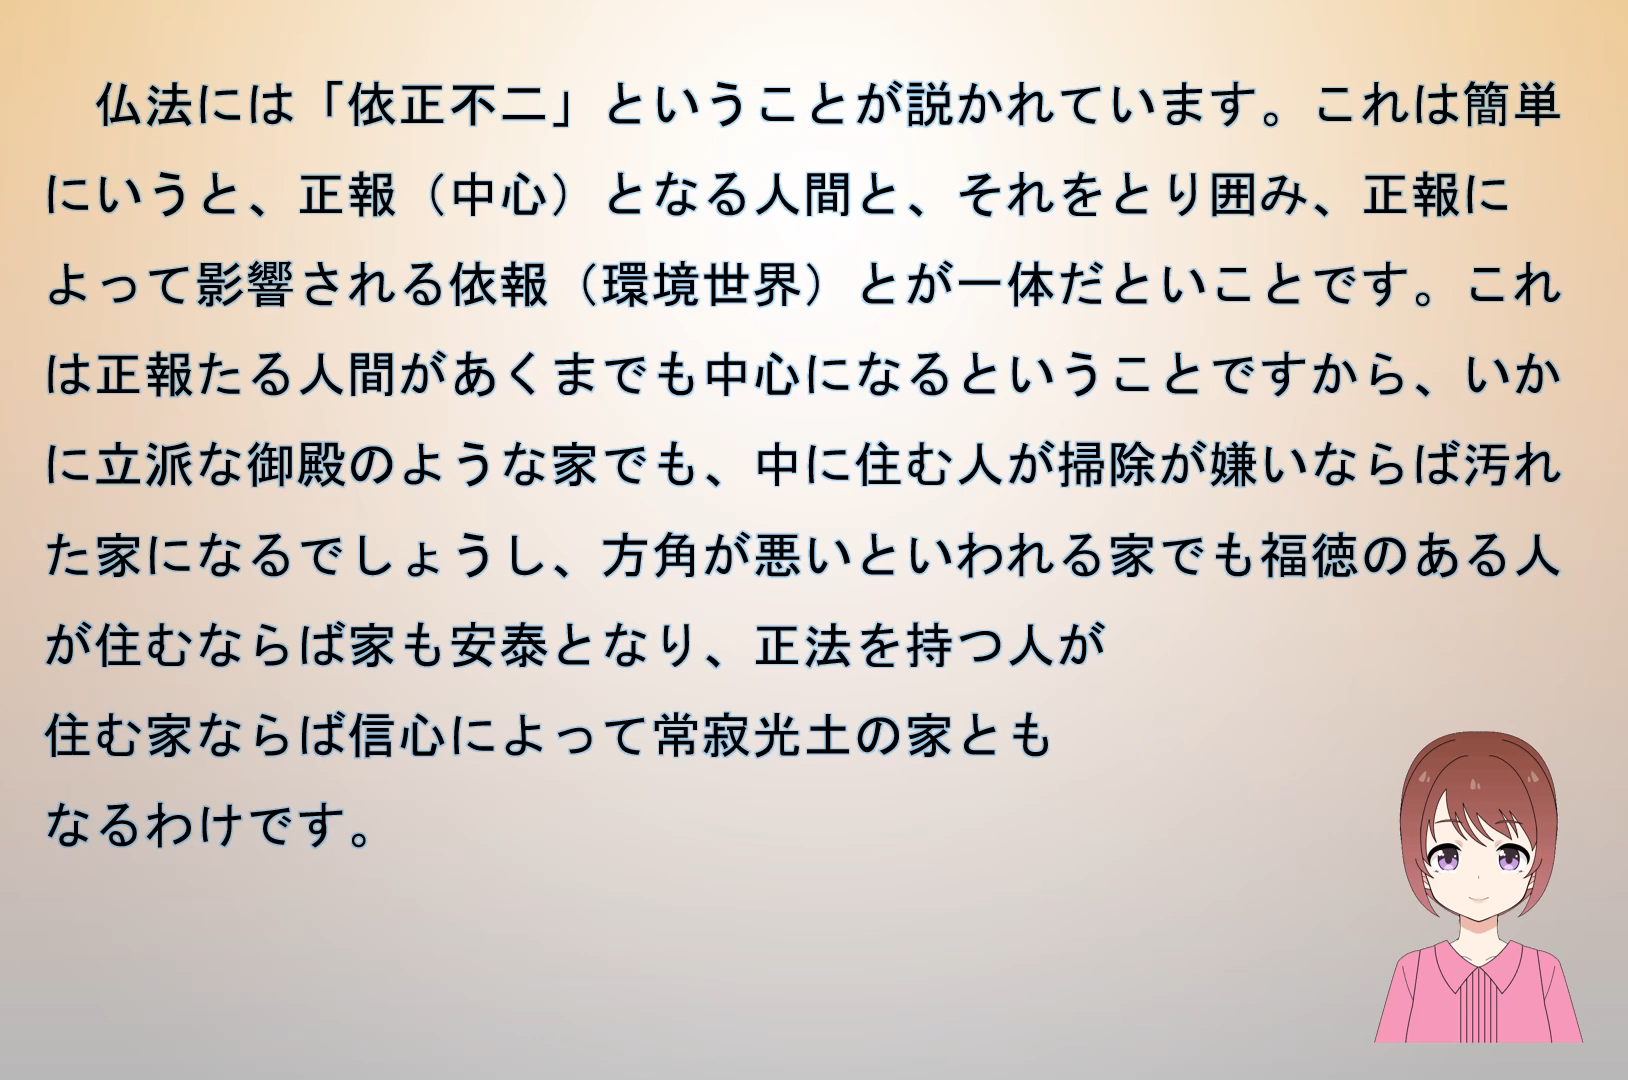 仏法には「依正不二」ということが説かれています。これは簡単
にいうと、正報（中心）となる人間と、それをとり囲み、正報に
よって影響される依報（環境世界）とが一体だといことです。これ
は正報たる人間があくまでも中心になるということですから、いか
に立派な御殿のような家でも、中に住む人が掃除が嫌いならば汚れ
た家になるでしょうし、方角が悪いといわれる家でも福徳のある人
が住むならば家も安泰となり、正法を持つ人が
住む家ならば信心によって常寂光土の家とも
なるわけです。